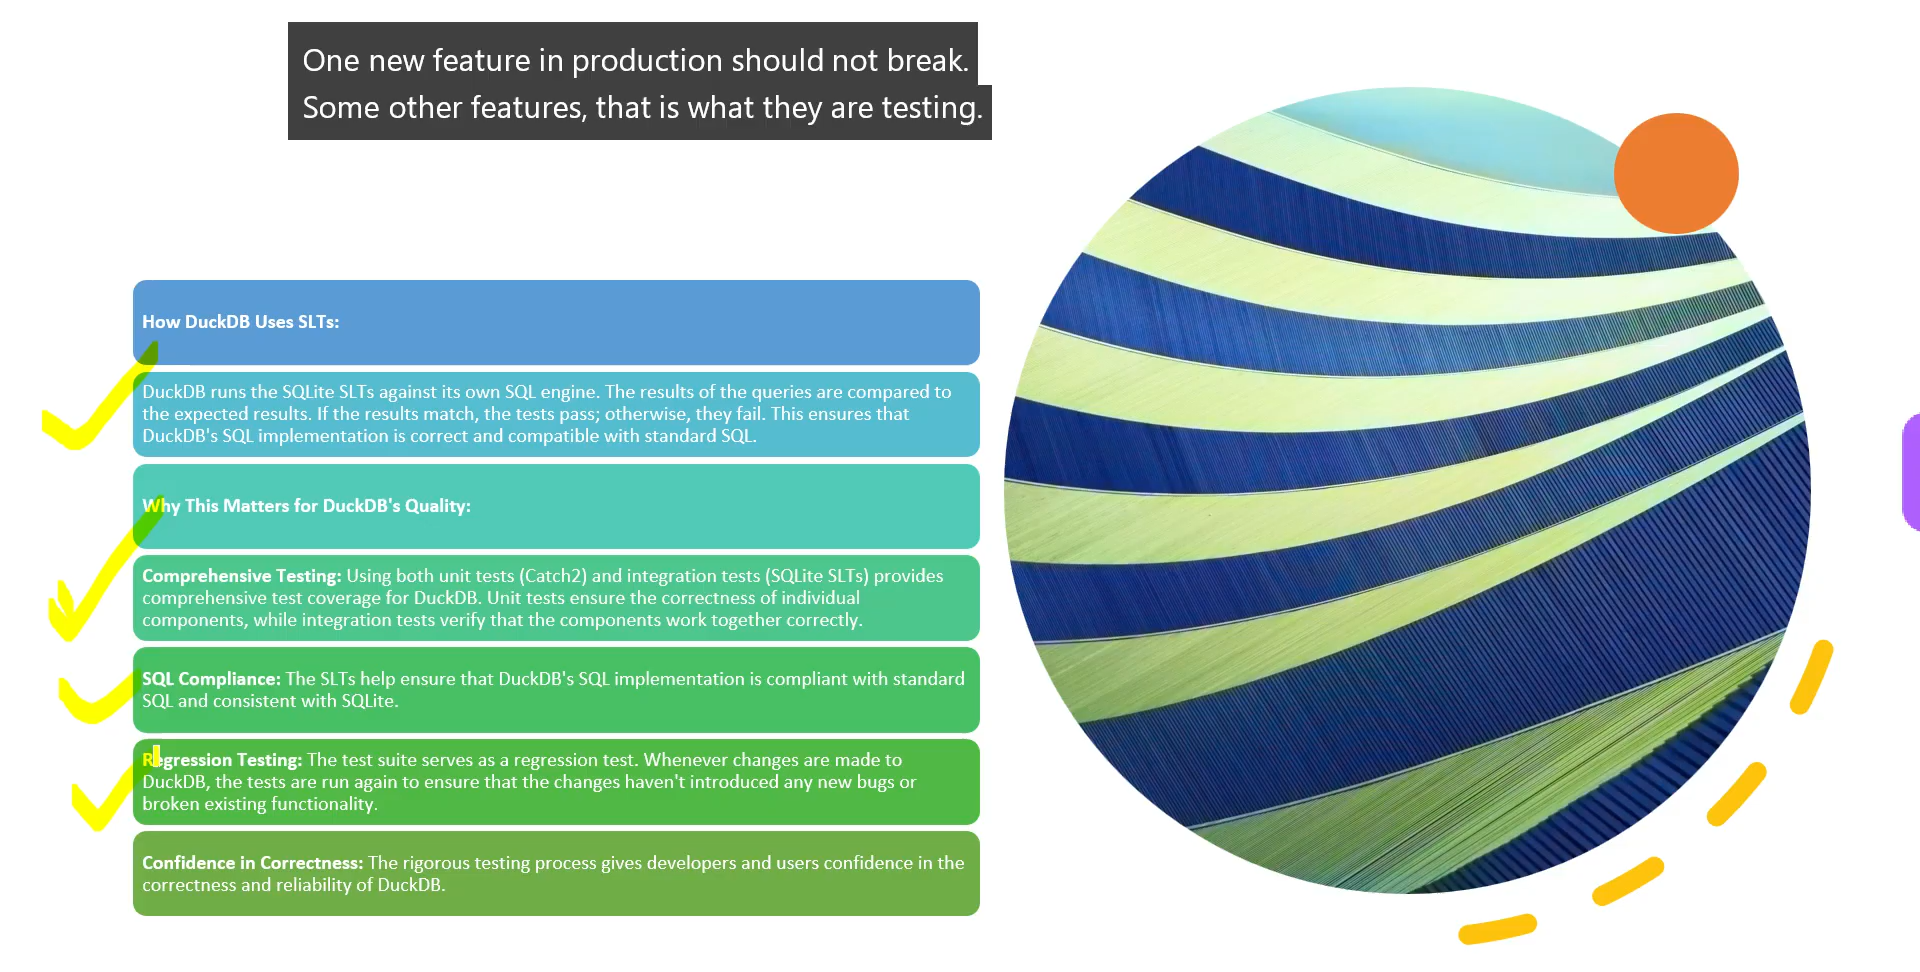 One new feature in production should not break.
Some other features, that is what they are testing.
How DuckDB Uses SLTs:
DuckDB runs the SQLite SLTs against its own SQL engine. The results of the queries are compared to
the expected results. If the results match, the tests pass; otherwise, they fail. This ensures that
DuckDB's SQL implementation is correct and compatible with standard SQL.
Why This Matters for DuckDB's Quality:
Comprehensive Testing: Using both unit tests (Catch2) and integration tests (SQLite SLTs) provides
comprehensive test coverage for DuckDB. Unit tests ensure the correctness of individual
components, while integration tests verify that the components work together correctly.
SQL Compliance: The SLTs help ensure that DuckDB's SQL implementation is compliant with standard
SQL and consistent with SQLite.
Regression Testing: The test suite serves as a regression test. Whenever changes are made to
DuckDB, the tests are run again to ensure that the changes haven't introduced any new bugs or
broken existing functionality.
Confidence in Correctness: The rigorous testing process gives developers and users confidence in the
correctness and reliability of DuckDB.